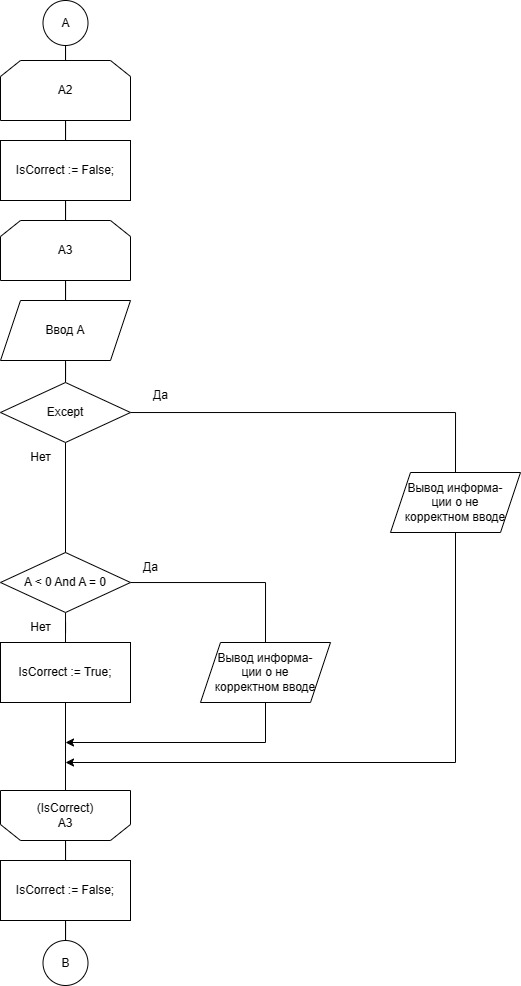 A
A2
IsCorrect := False;
A3
Ввод А
Except
Да
Нет
Вывод информа-
ции о не
корректном вводе
A < 0 And A = 0
Да
Нет
IsCorrect := True;
Вывод информа-
ции о не
корректном вводе
(IsCorrect)
A3
IsCorrect := False;
B